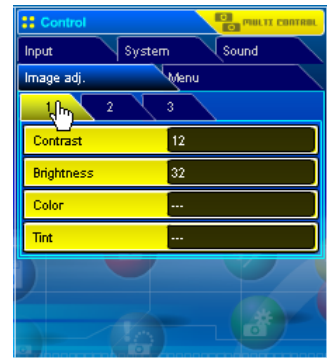 Control MULTI CONTROL
Input System Sound
Image adj. Menu
1 2 3
Contrast 12
Brightness 32
Color ---
Tint ---